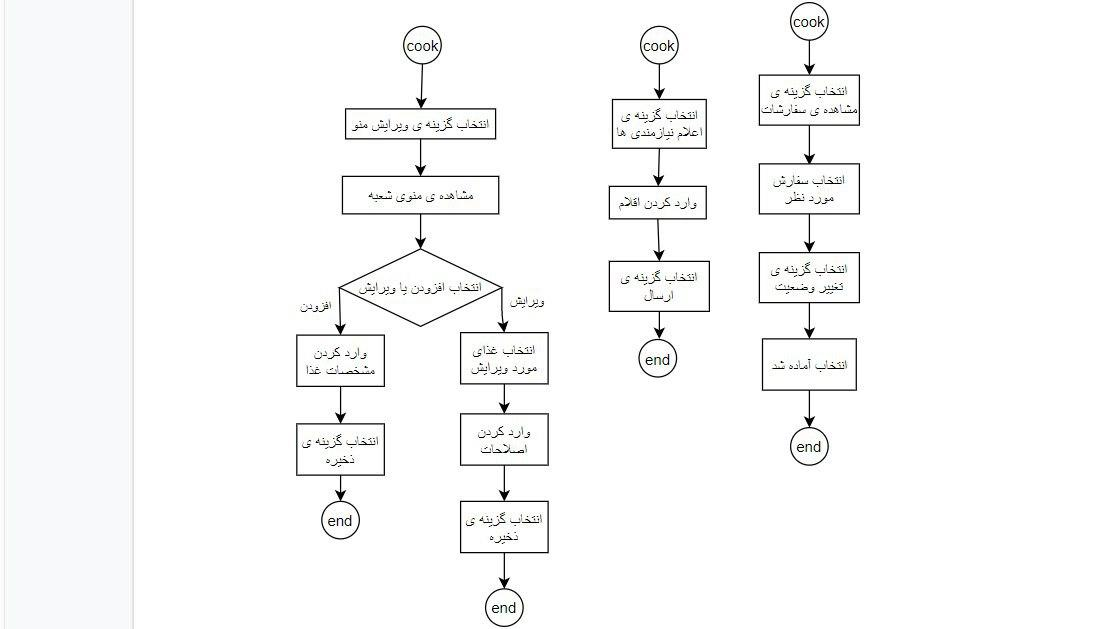 cook
انتخاب گزینه ی ویرایش منو
مشاهده ی منوی شعبه
انتخاب افزودن یا ویرایش
افزودن
وارد کردن
مشخصات غذا
انتخاب گزینه ی
ذخیره
end
ویرایش
انتخاب غذای
مورد ویرایش
وارد کردن
اصلاحات
انتخاب گزینه ی
ذخیره
end
cook
انتخاب گزینه ی
اعلام نیازمندی ها
وارد کردن اقلام
انتخاب گزینه ی
ارسال
end
cook
انتخاب گزینه ی
مشاهده ی سفارشات
انتخاب سفارش
مورد نظر
انتخاب گزینه ی
تغییر وضعیت
انتخاب آماده شد
end